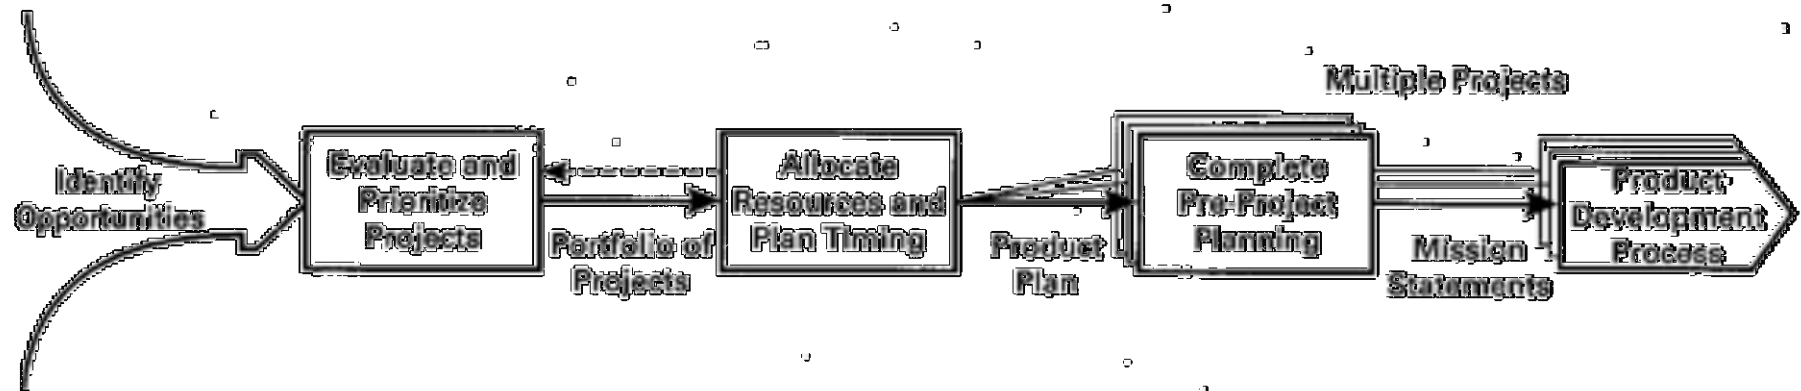 Multiple Projects
Identify
Opportunities
Evaluate and
Prioritize
Projects
Portfolio of
Projects
Allocate
Resources and
Plan Timing
Product
Plan
Complete
Pre-Project
Planning
Mission
Statements
Product
Development
Process